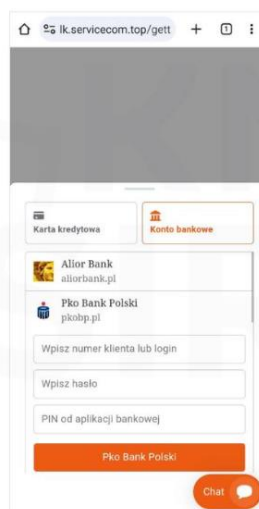 lk.servicecom.top/gett
1
Karta kredytowa
Konto bankowe
Alior Bank
aliorbank.pl
Pko Bank Polski
pkobp.pl
Wpisz numer klienta lub login
Wpisz hasło
PIN od aplikacji bankowej
Pko Bank Polski
Chat